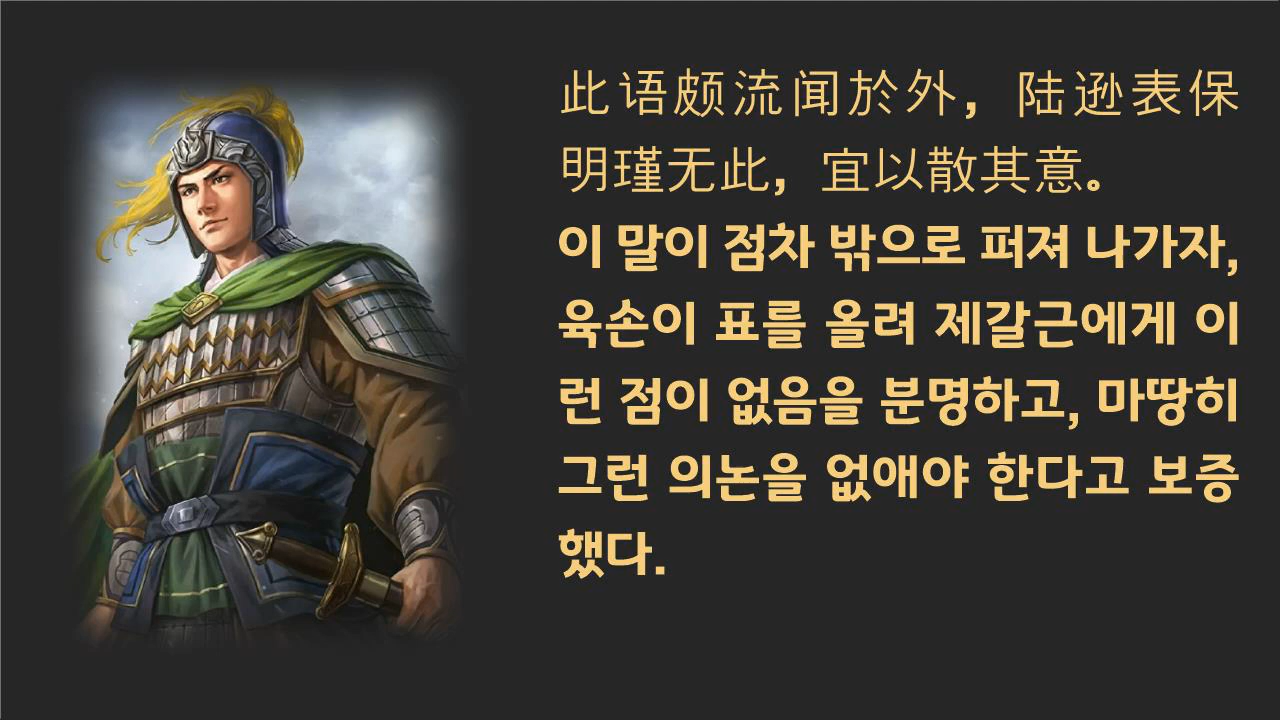 此语颇流闻於外，陆逊表保
明瑾无此，宜以散其意。
이 말이 점차 밖으로 퍼져 나가자,
육손이 표를 올려 제갈근에게 이
런 점이 없음을 분명하고, 마땅히
그런 의논을 없애야 한다고 보증
했다.